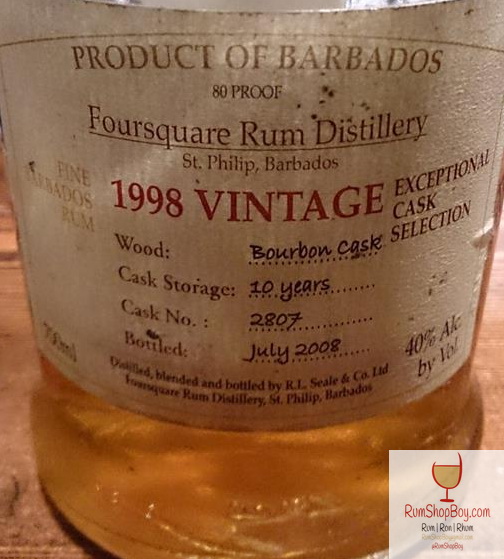 PRODUCT OF BARBADOS
80 PROOF
Foursquare Rum Distillery
St. Philip, Barbados
FINE
BARBADOS
RUM
1998 VINTAGE
EXCEPTIONAL
CASK
SELECTION
Wood: Bourbon Cask
Cask Storage: 10 years
Cask No. : 2807
Bottled: July 2008
700ml
40% Alc
by Vol.
Distilled, blended and bottled by R.L. Seale & Co. Ltd
Foursquare Rum Distillery, St. Philip, Barbados
RumShopBoy.com
Rum | Ron | Rhum
@RumShopBoy